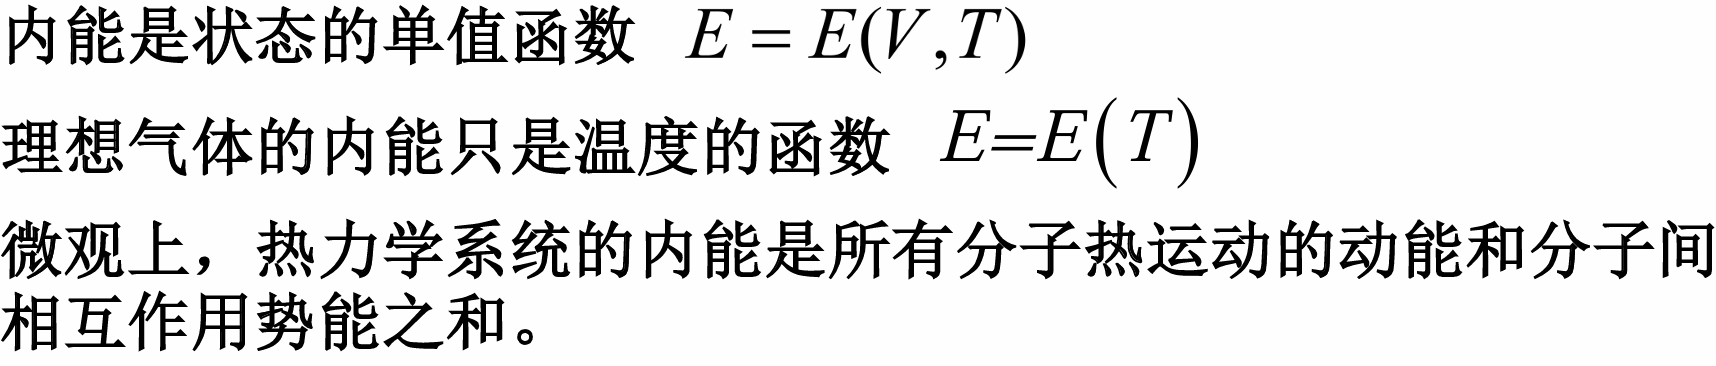 内能是状态的单值函数 E = E(V,T)
理想气体的内能只是温度的函数 E=E(T)
微观上，热力学系统的内能是所有分子热运动的动能和分子间
相互作用势能之和。